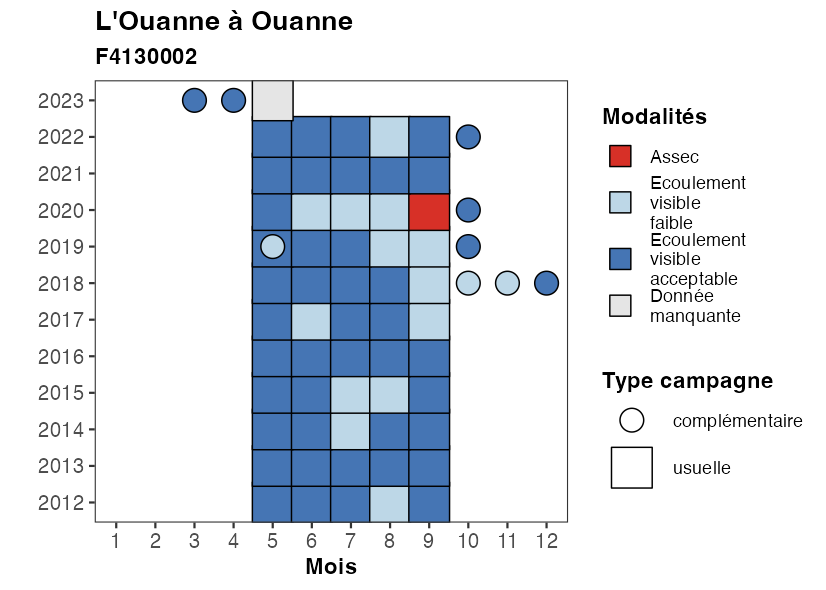 L'Ouanne à Ouanne
F4130002
2023
2022
2021
2020
2019
2018
2017
2016
2015
2014
2013
2012
1 2 3 4 5 6 7 8 9 10 11 12
Mois
Modalités
Assec
Ecoulement
visible
faible
Ecoulement
visible
acceptable
Donnée
manquante
Type campagne
complémentaire
usuelle